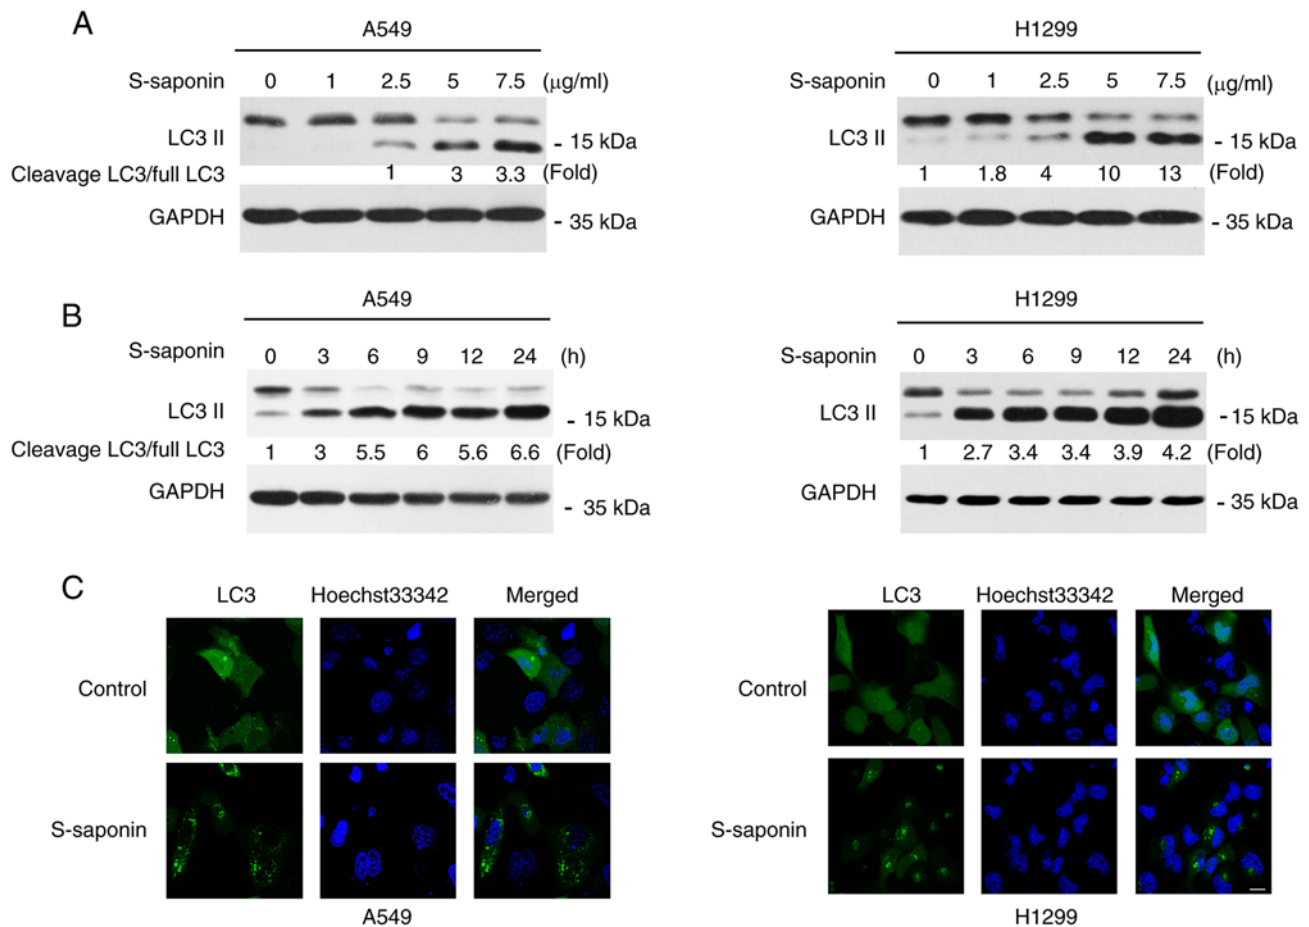 A
A549
H1299
S-saponin 0 1 2.5 5 7.5 (μg/ml)
S-saponin 0 1 2.5 5 7.5 (μg/ml)
LC3 II - 15 kDa
LC3 II - 15 kDa
Cleavage LC3/full LC3 1 3 3.3 (Fold)
1 1.8 4 10 13 (Fold)
GAPDH - 35 kDa
GAPDH - 35 kDa
B
A549
H1299
S-saponin 0 3 6 9 12 24 (h)
S-saponin 0 3 6 9 12 24 (h)
LC3 II - 15 kDa
LC3 II - 15 kDa
Cleavage LC3/full LC3 1 3 5.5 6 5.6 6.6 (Fold)
1 2.7 3.4 3.4 3.9 4.2 (Fold)
GAPDH - 35 kDa
GAPDH - 35 kDa
C
LC3 Hoechst33342 Merged
LC3 Hoechst33342 Merged
Control
Control
S-saponin
S-saponin
A549
H1299